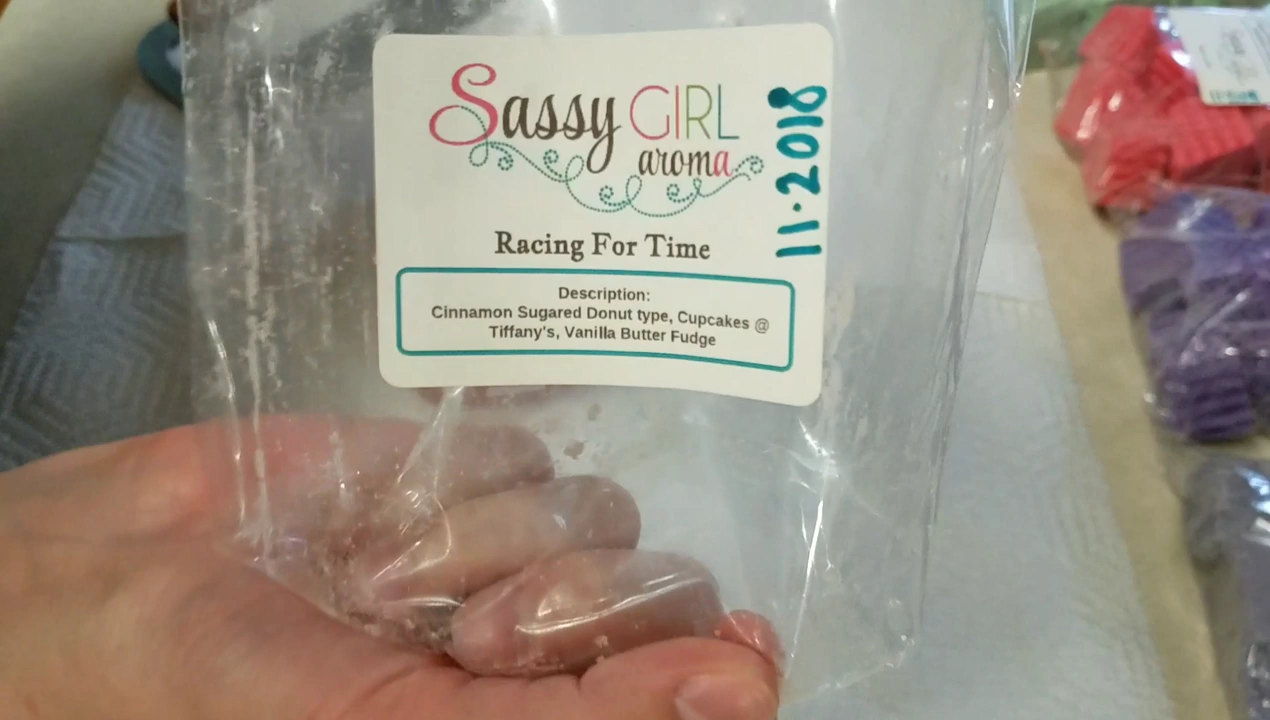 Sassy GIRL
aroma
11.2018
Racing For Time
Description:
Cinnamon Sugared Donut type, Cupcakes @
Tiffany's, Vanilla Butter Fudge